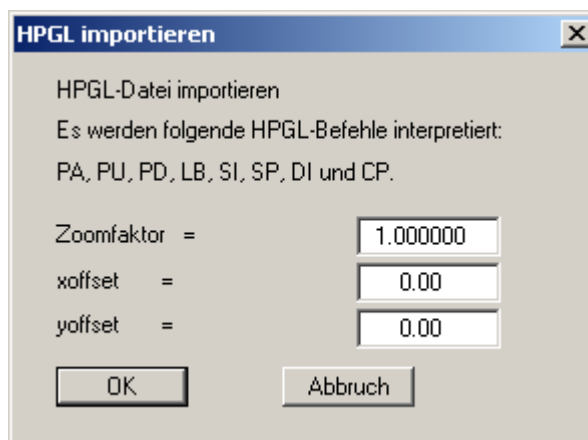 HPGL importieren
HPGL-Datei importieren
Es werden folgende HPGL-Befehle interpretiert:
PA, PU, PD, LB, SI, SP, DI und CP.
Zoomfaktor = 1.000000
xoffset = 0.00
yoffset = 0.00
OK Abbruch